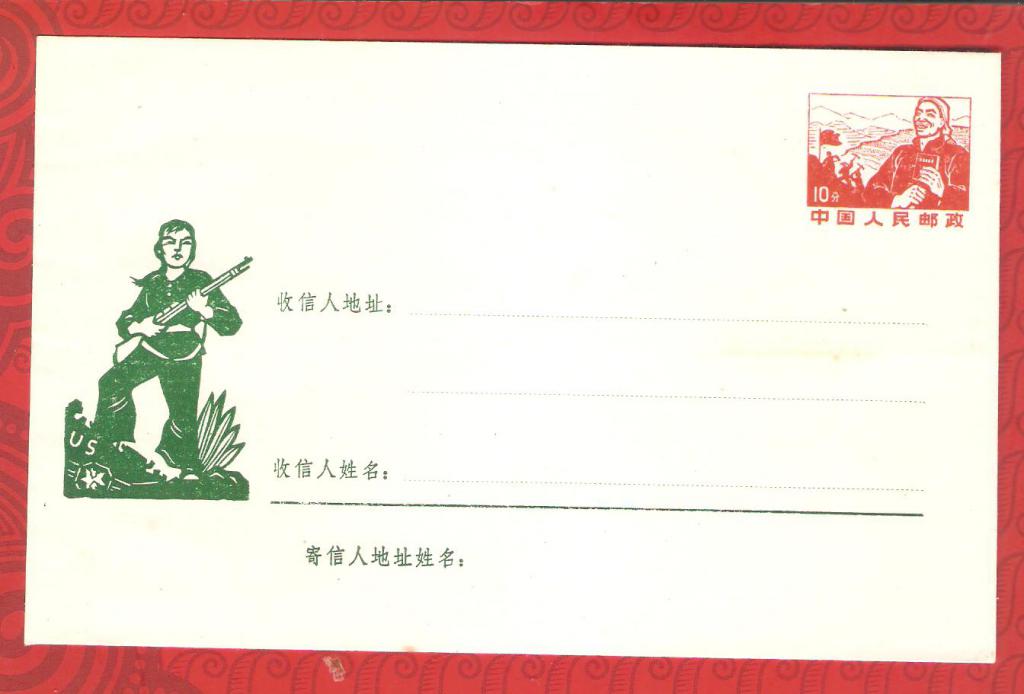 10分
中国人民邮政
收信人地址：
US
收信人姓名：
寄信人地址姓名：